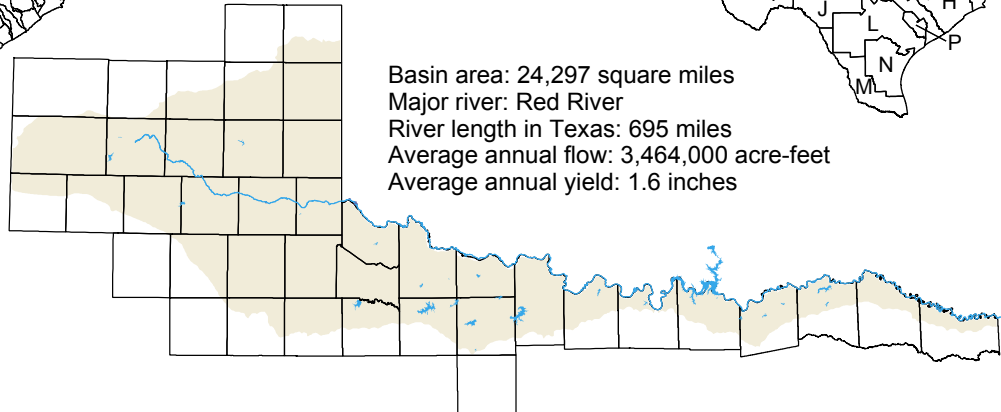 J
H
L
P
N
M
Basin area: 24,297 square miles
Major river: Red River
River length in Texas: 695 miles
Average annual flow: 3,464,000 acre-feet
Average annual yield: 1.6 inches